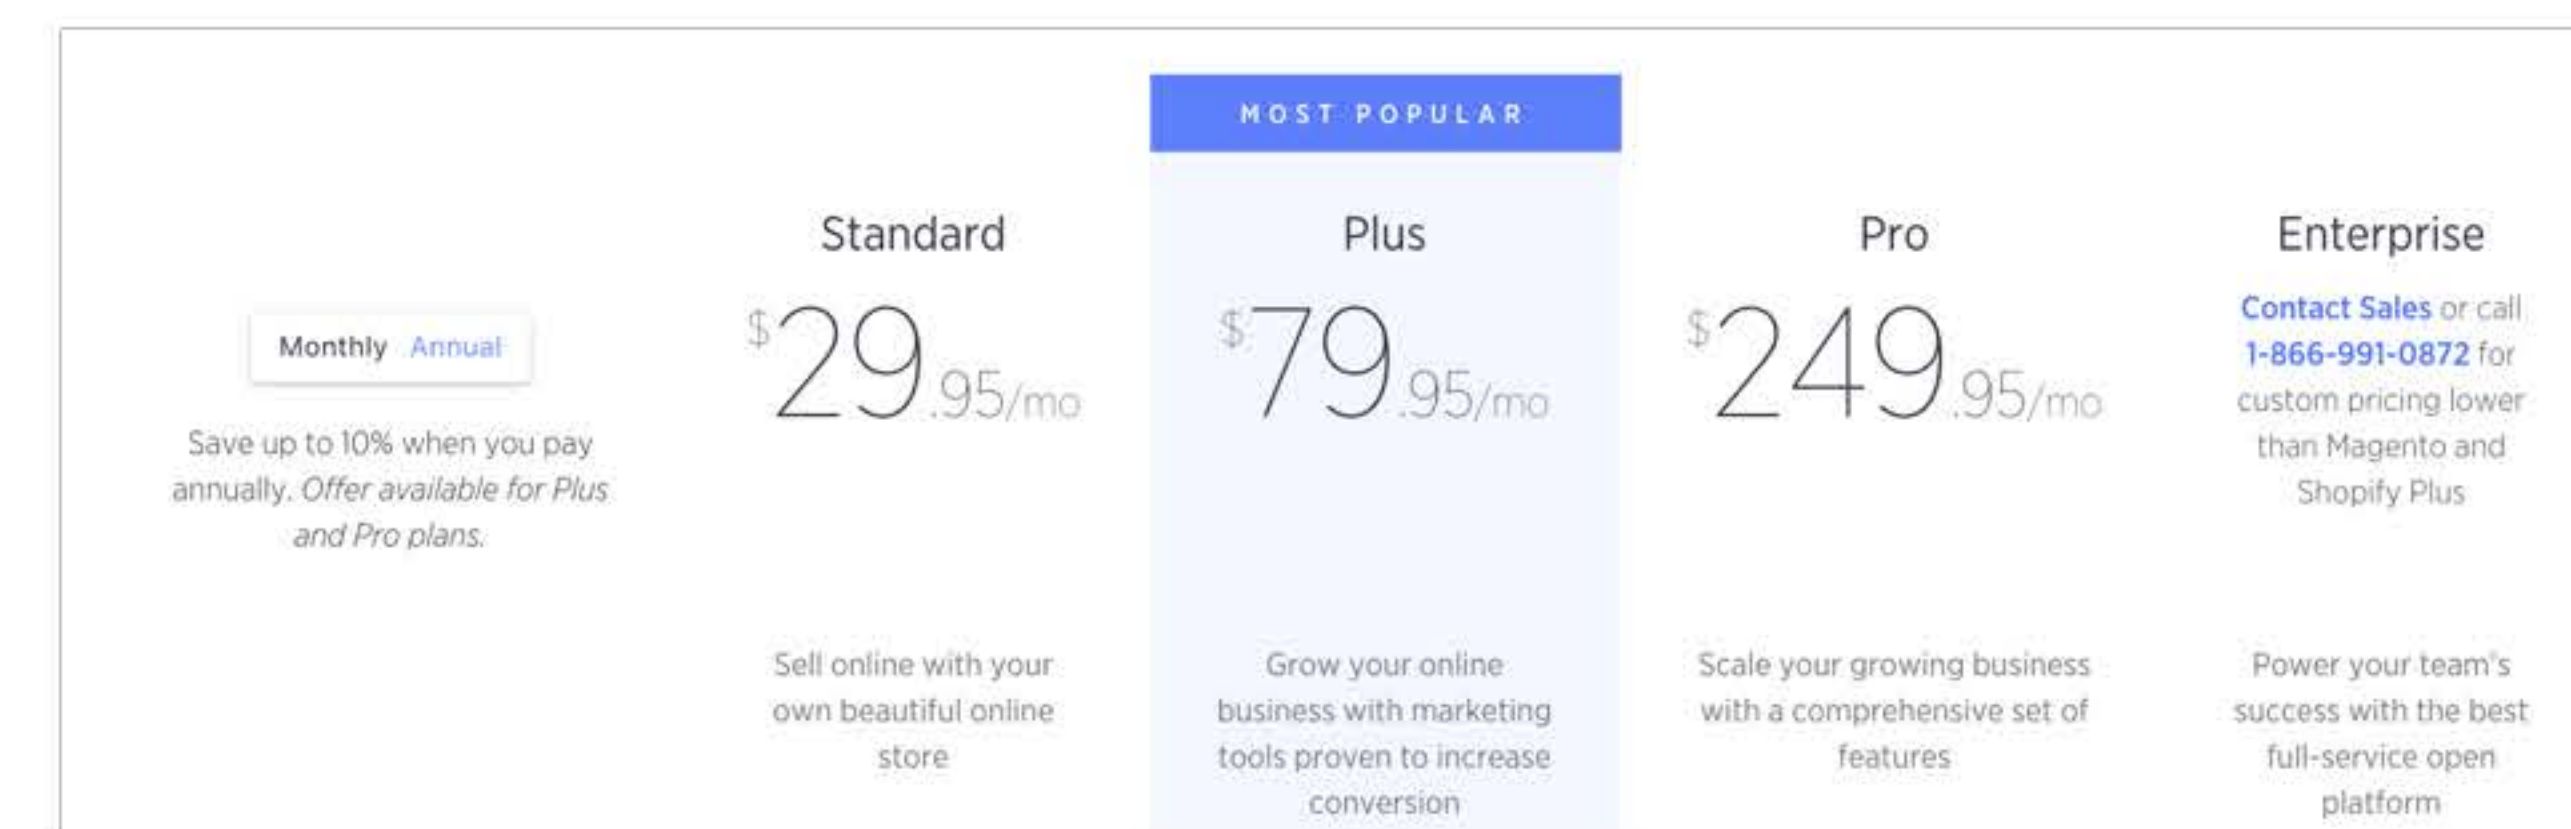 MOST POPULAR
Standard
Plus
Pro
Enterprise
Monthly Annual
Save up to 10% when you pay
annually. Offer available for Plus
and Pro plans.
$29.95/mo
$79.95/mo
$249.95/mo
Contact Sales or call
1-866-991-0872 for
custom pricing lower
than Magento and
Shopify Plus
Sell online with your
own beautiful online
store
Grow your online
business with marketing
tools proven to increase
conversion
Scale your growing business
with a comprehensive set of
features
Power your team's
success with the best
full-service open
platform